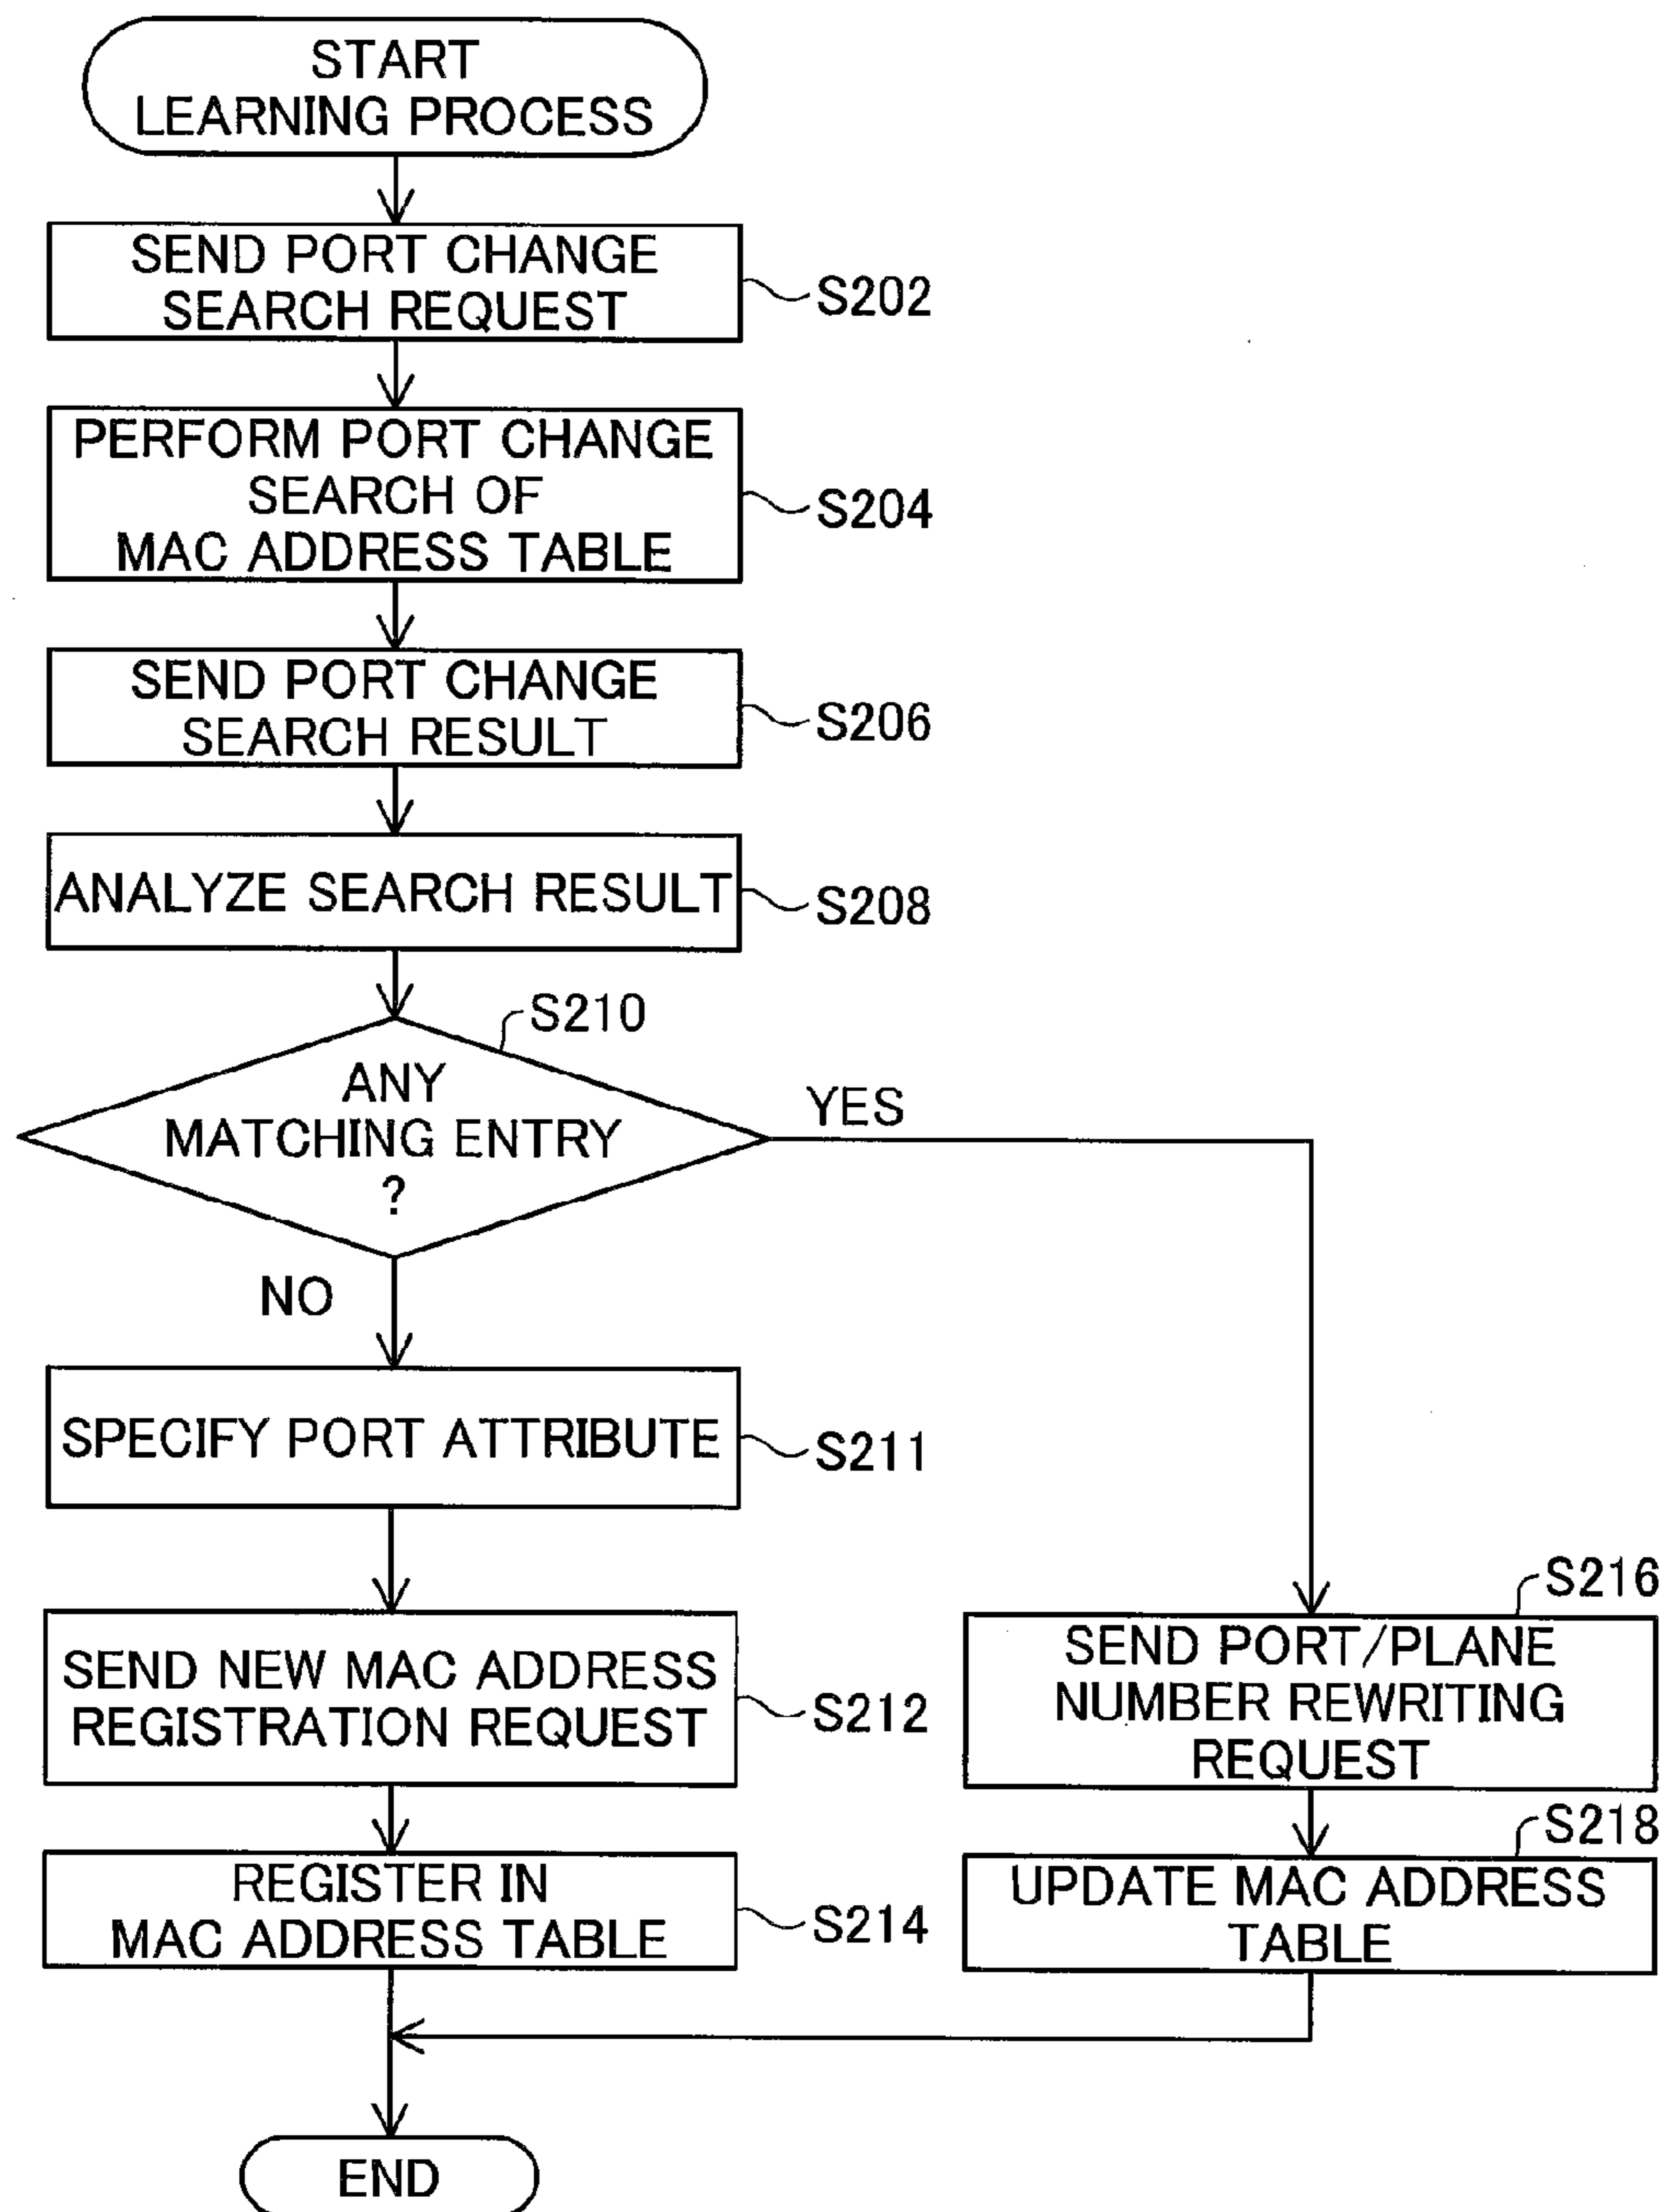 START
LEARNING PROCESS
SEND PORT CHANGE
SEARCH REQUEST
S202
PERFORM PORT CHANGE
SEARCH OF
MAC ADDRESS TABLE
S204
SEND PORT CHANGE
SEARCH RESULT
S206
ANALYZE SEARCH RESULT
S208
S210
ANY
MATCHING ENTRY
?
YES
NO
SPECIFY PORT ATTRIBUTE
S211
SEND NEW MAC ADDRESS
REGISTRATION REQUEST
S212
REGISTER IN
MAC ADDRESS TABLE
S214
S216
SEND PORT/PLANE
NUMBER REWRITING
REQUEST
S218
UPDATE MAC ADDRESS
TABLE
END